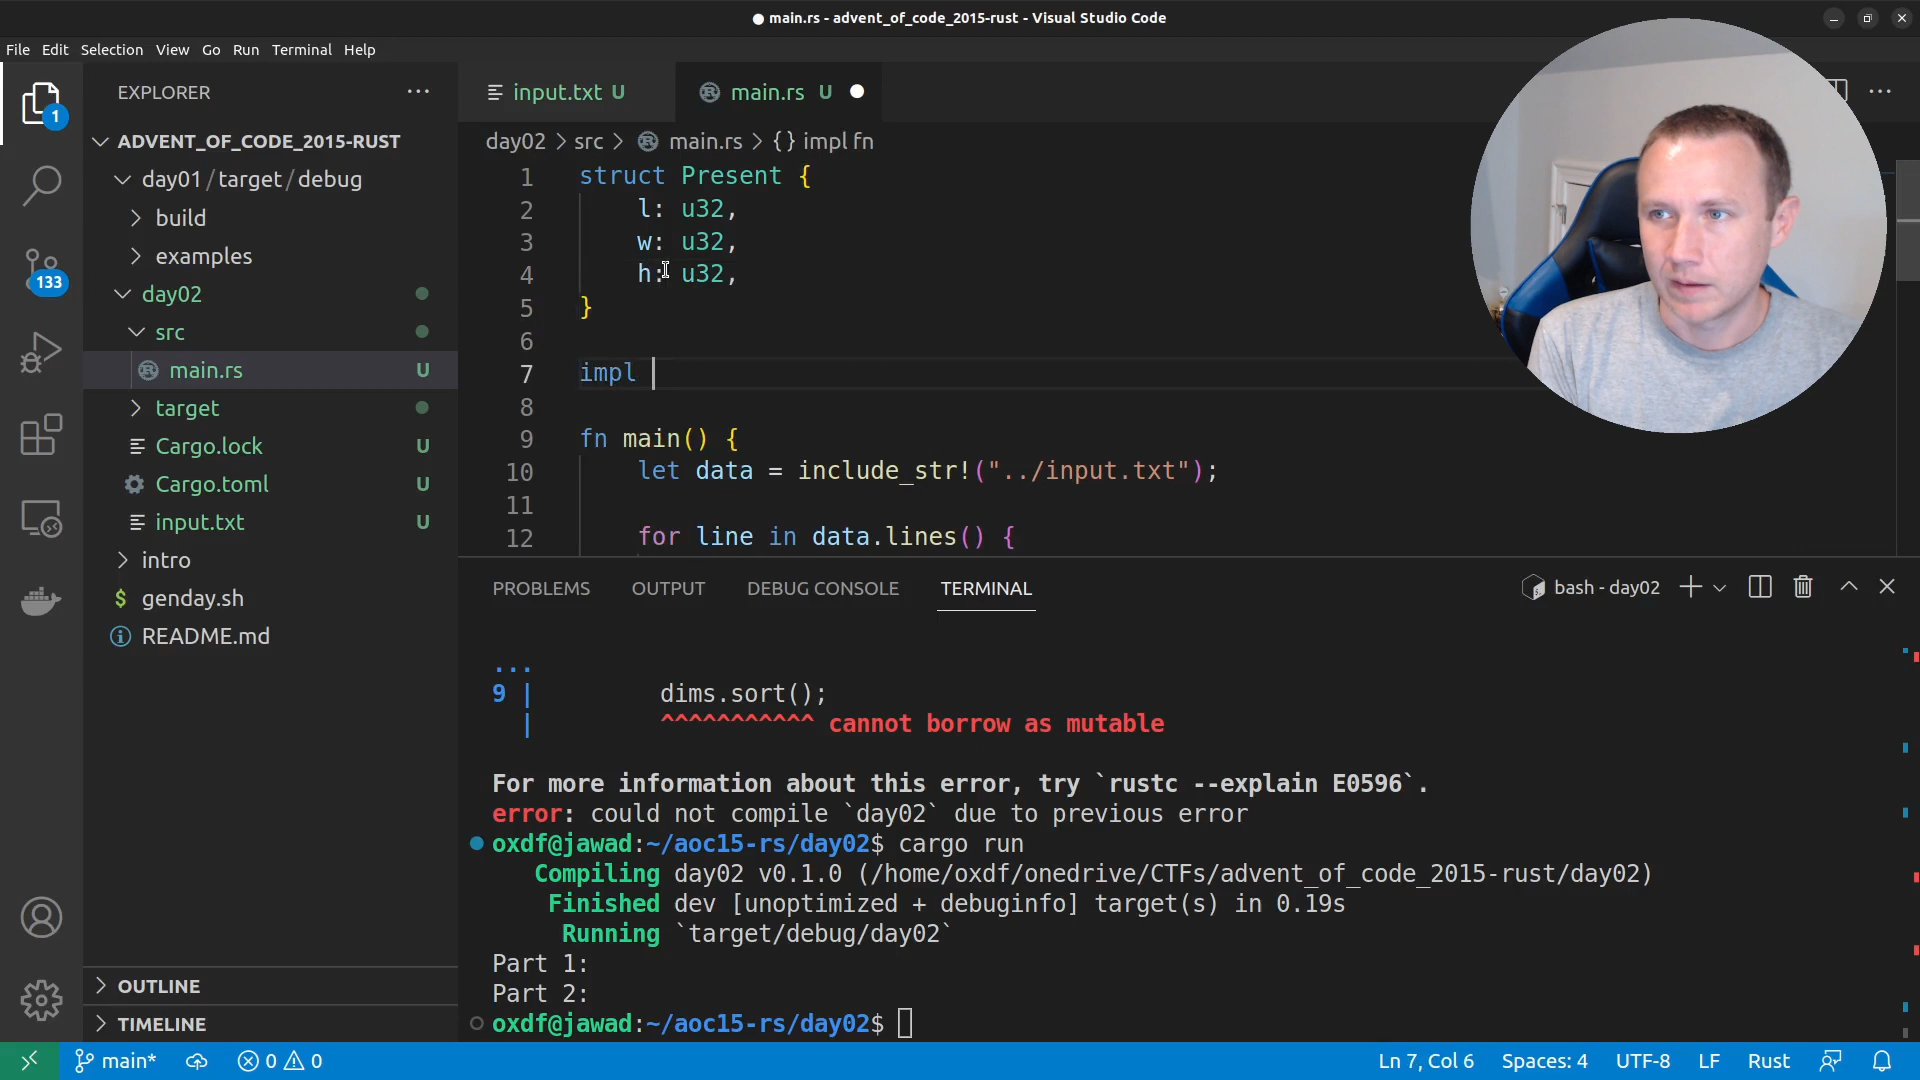 main.rs - advent_of_code_2015-rust - Visual Studio Code
File Edit Selection View Go Run Terminal Help
EXPLORER
input.txt U
main.rs U
1
ADVENT_OF_CODE_2015-RUST
day02 > src > main.rs > {} impl fn
day01 / target / debug
build
examples
133
day02
src
main.rs U
target
Cargo.lock U
Cargo.toml U
input.txt U
intro
$ genday.sh
README.md
OUTLINE
TIMELINE
1 struct Present {
2 l: u32,
3 w: u32,
4 h: u32,
5 }
6
7 impl
8
9 fn main() {
10 let data = include_str!("../input.txt");
11
12 for line in data.lines() {
PROBLEMS OUTPUT DEBUG CONSOLE TERMINAL
bash - day02
...
9 | dims.sort();
| ^^^^^^^^^^^ cannot borrow as mutable
For more information about this error, try `rustc --explain E0596`.
error: could not compile `day02` due to previous error
oxdf@jawad:~/aoc15-rs/day02$ cargo run
Compiling day02 v0.1.0 (/home/oxdf/onedrive/CTFs/advent_of_code_2015-rust/day02)
Finished dev [unoptimized + debuginfo] target(s) in 0.19s
Running `target/debug/day02`
Part 1:
Part 2:
oxdf@jawad:~/aoc15-rs/day02$
main* 0 0 Ln 7, Col 6 Spaces: 4 UTF-8 LF Rust